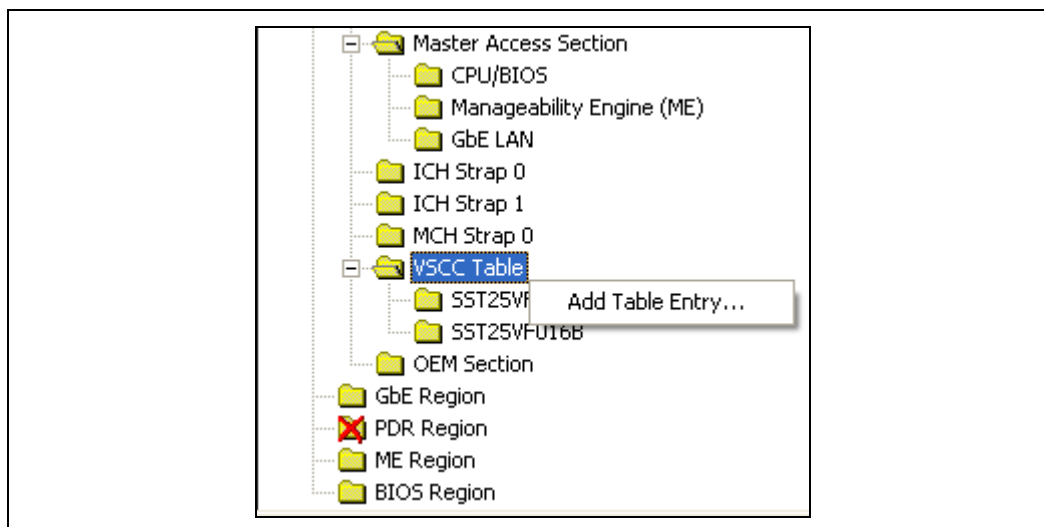 Master Access Section
CPU/BIOS
Manageability Engine (ME)
GbE LAN
ICH Strap 0
ICH Strap 1
MCH Strap 0
VSCC Table
Add Table Entry...
SST25VF016B
OEM Section
GbE Region
PDR Region
ME Region
BIOS Region